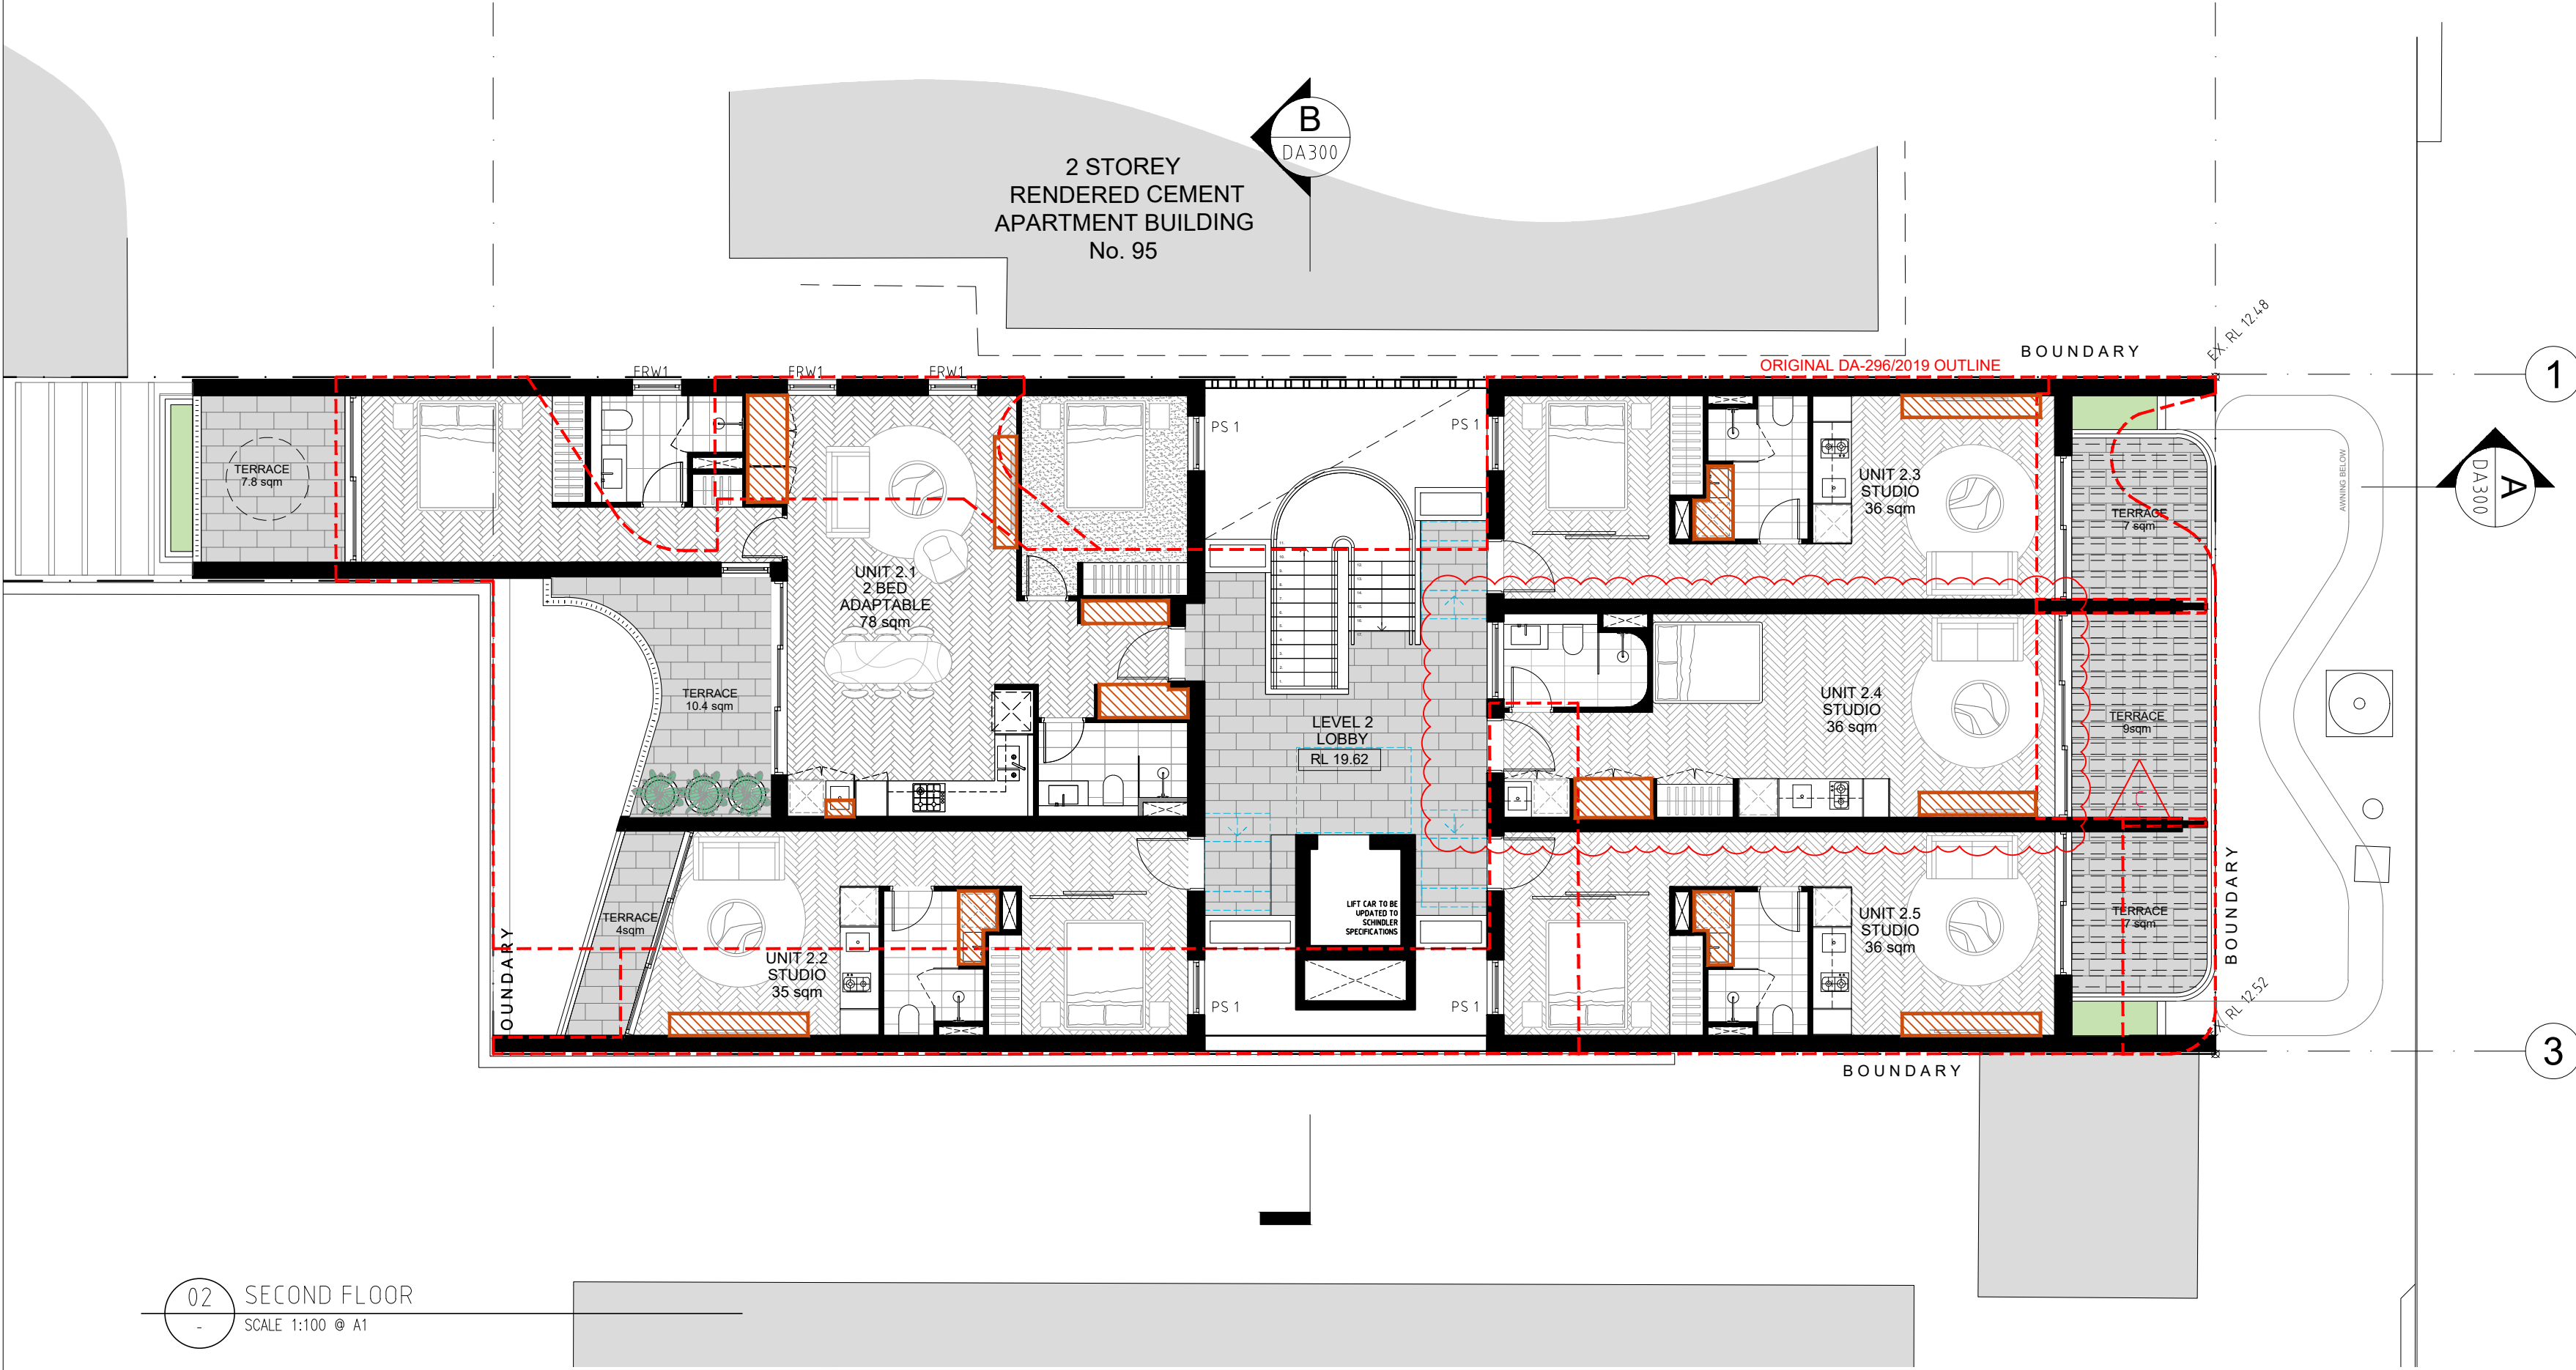 B
DA300
2 STOREY
RENDERED CEMENT
APARTMENT BUILDING
No. 95
EX. RL 12.48
BOUNDARY
ORIGINAL DA-296/2019 OUTLINE
1
FRW1
FRW1
FRW1
PS 1
PS 1
A
DA300
AWNING BELOW
TERRACE
7.8 sqm
UNIT 2.3
STUDIO
36 sqm
TERRACE
7 sqm
UNIT 2.1
2 BED
ADAPTABLE
78 sqm
TERRACE
10.4 sqm
LEVEL 2
LOBBY
RL 19.62
UNIT 2.4
STUDIO
36 sqm
TERRACE
9sqm
TERRACE
4sqm
UNIT 2.2
STUDIO
35 sqm
LIFT CAR TO BE
UPDATED TO
SCHINDLER
SPECIFICATIONS
UNIT 2.5
STUDIO
36 sqm
TERRACE
7 sqm
BOUNDARY
OUNDARY
PS 1
PS 1
EX. RL 12.52
BOUNDARY
3
02
-
SECOND FLOOR
SCALE 1:100 @ A1